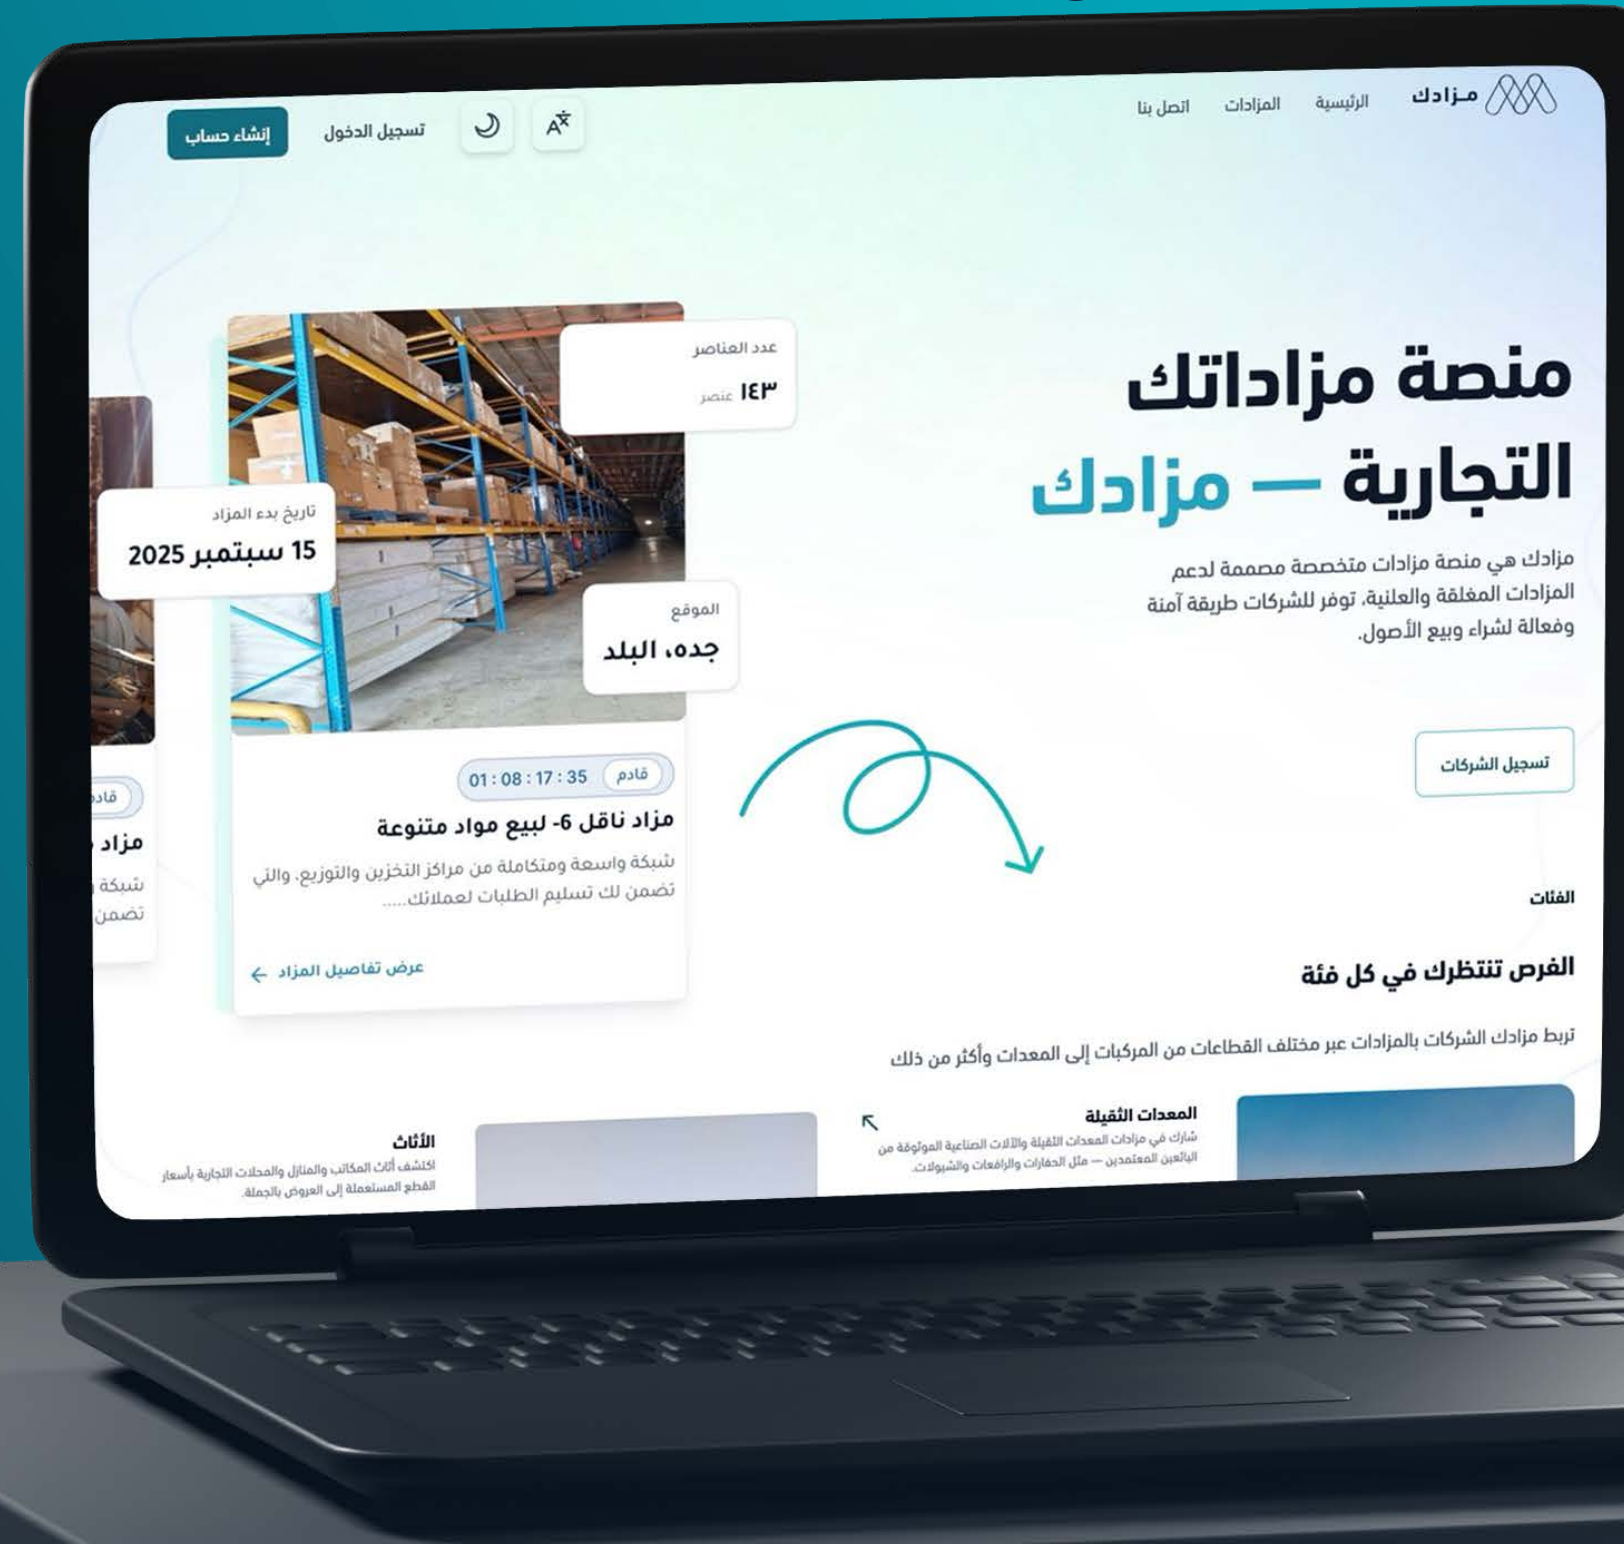 مزادك
الرئيسية
المزادات
اتصل بنا
تسجيل الدخول
إنشاء حساب
منصة مزاداتك
التجارية — مزادك
مزادك هي منصة مزادات متخصصة مصممة لدعم
المزادات المغلقة والعلنية، توفر للشركات طريقة آمنة
وفعالة لشراء وبيع الأصول.
تسجيل الشركات
عدد العناصر
١٤٣ عنصر
تاريخ بدء المزاد
15 سبتمبر 2025
الموقع
جده، البلد
قادم 01 : 08 : 17 : 35
مزاد ناقل 6- لبيع مواد متنوعة
شبكة واسعة ومتكاملة من مراكز التخزين والتوزيع، والتي
تضمن لك تسليم الطلبات لعملائك.....
عرض تفاصيل المزاد
مزاد
شبكة
تضمن
الفئات
الفرص تنتظرك في كل فئة
تربط مزادك الشركات بالمزادات عبر مختلف القطاعات من المركبات إلى المعدات وأكثر من ذلك
المعدات الثقيلة
شارك في مزادات المعدات الثقيلة والآلات الصناعية الموثوقة من
البائعين المعتمدين — مثل الحفارات والرافعات والشيولات.
الأثاث
اكتشف أثاث المكاتب والمنازل والمحلات التجارية بأسعار
القطع المستعملة إلى العروض بالجملة.